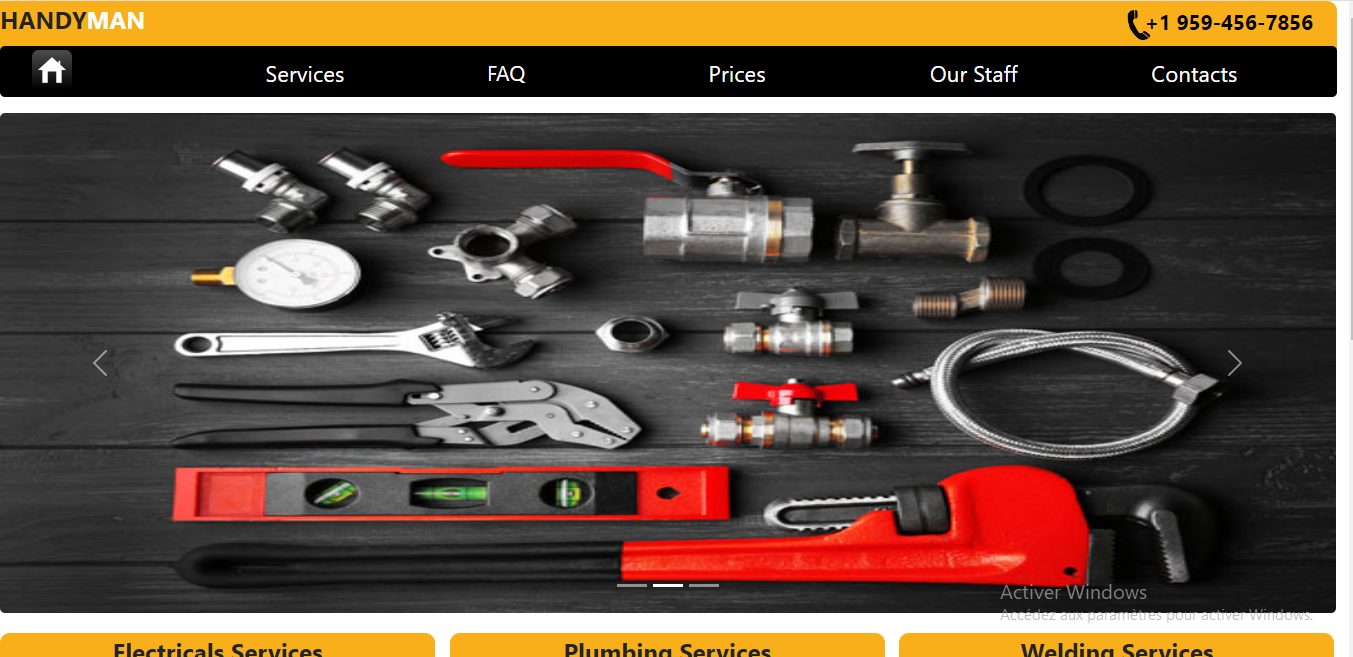 HANDYMAN
+1 959-456-7856
Services FAQ Prices Our Staff Contacts
Activer Windows
Accédez aux paramètres pour activer Windows.
Electricals Services Plumbing Services Welding Services